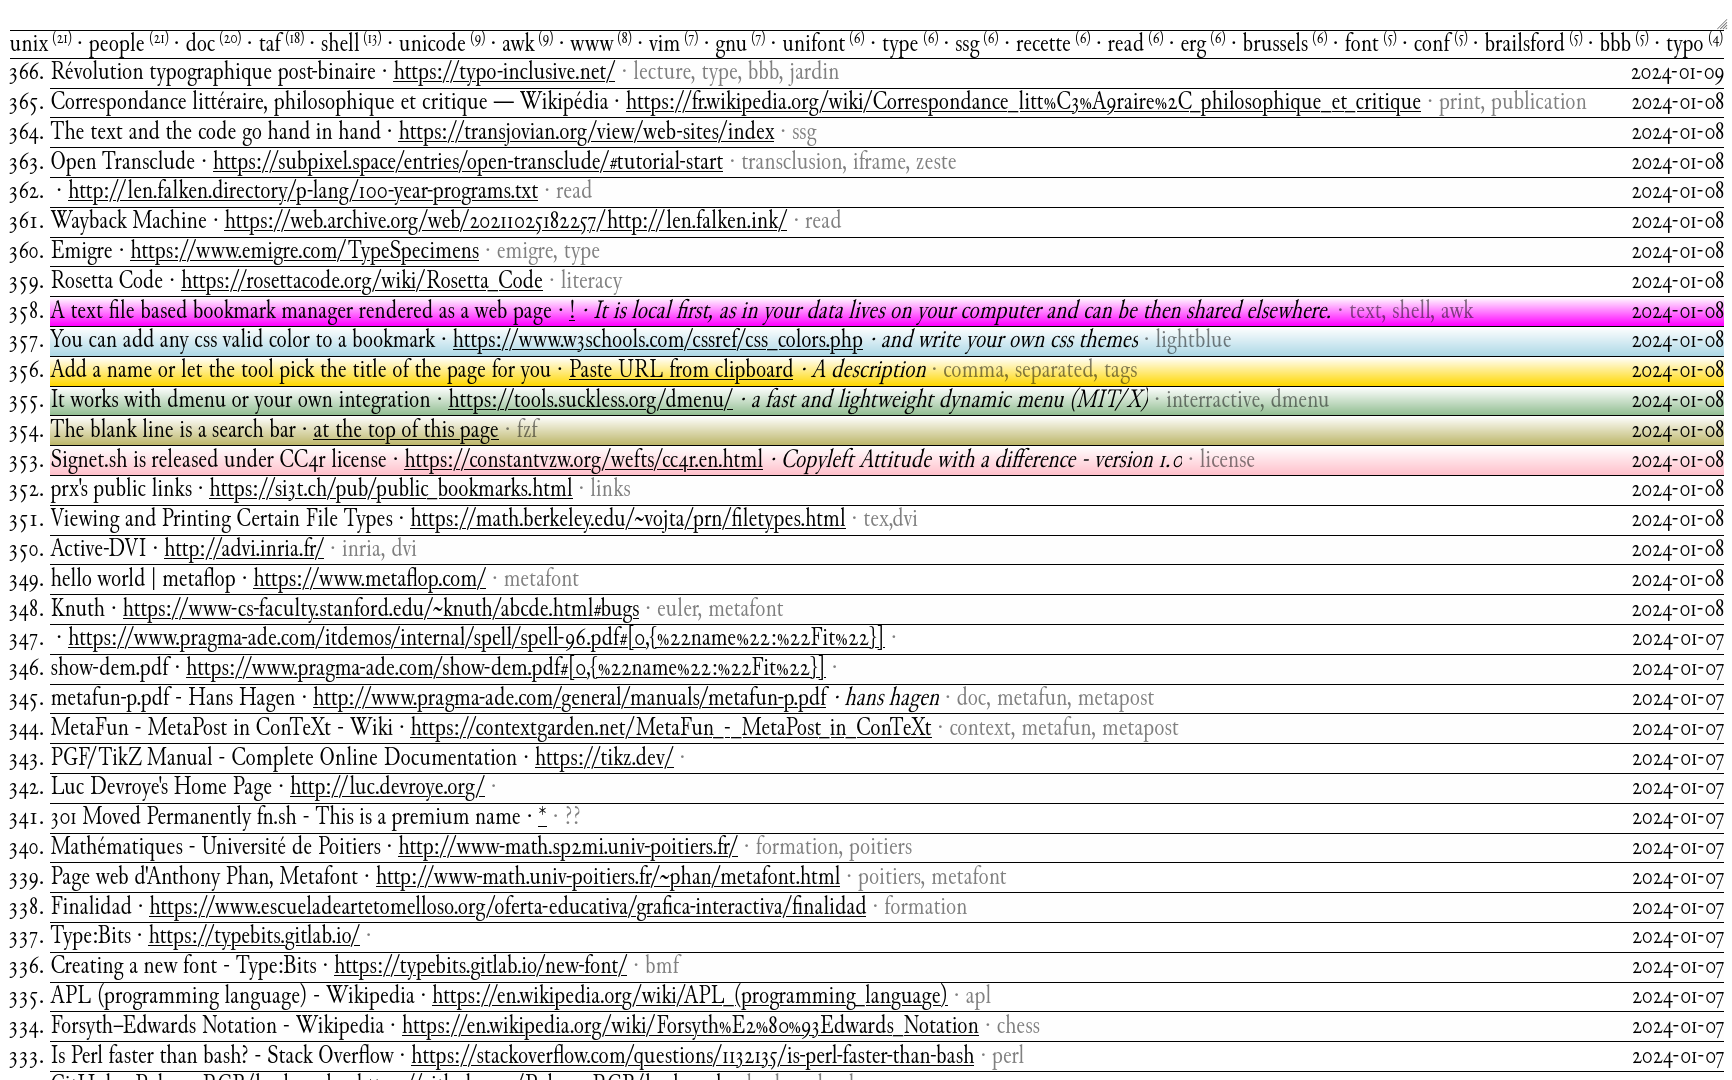 unix (21) · people (21) · doc (20) · taf (18) · shell (13) · unicode (9) · awk (9) · www (8) · vim (7) · gnu (7) · unifont (6) · type (6) · ssg (6) · recette (6) · read (6) · erg (6) · brussels (6) · font (5) · conf (5) · brailsford (5) · bbb (5) · typo (4)
366. Révolution typographique post-binaire · https://typo-inclusive.net/ · lecture, type, bbb, jardin 2024-01-09
365. Correspondance littéraire, philosophique et critique — Wikipédia · https://fr.wikipedia.org/wiki/Correspondance_litt%C3%A9raire%2C_philosophique_et_critique · print, publication 2024-01-08
364. The text and the code go hand in hand · https://transjovian.org/view/web-sites/index · ssg 2024-01-08
363. Open Transclude · https://subpixel.space/entries/open-transclude/#tutorial-start · transclusion, iframe, zeste 2024-01-08
362. · http://len.falken.directory/p-lang/100-year-programs.txt · read 2024-01-08
361. Wayback Machine · https://web.archive.org/web/20211025182257/http://len.falken.ink/ · read 2024-01-08
360. Emigre · https://www.emigre.com/TypeSpecimens · emigre, type 2024-01-08
359. Rosetta Code · https://rosettacode.org/wiki/Rosetta_Code · literacy 2024-01-08
358. A text file based bookmark manager rendered as a web page · ! · It is local first, as in your data lives on your computer and can be then shared elsewhere. · text, shell, awk 2024-01-08
357. You can add any css valid color to a bookmark · https://www.w3schools.com/cssref/css_colors.php · and write your own css themes · lightblue 2024-01-08
356. Add a name or let the tool pick the title of the page for you · Paste URL from clipboard · A description · comma, separated, tags 2024-01-08
355. It works with dmenu or your own integration · https://tools.suckless.org/dmenu/ · a fast and lightweight dynamic menu (MIT/X) · interractive, dmenu 2024-01-08
354. The blank line is a search bar · at the top of this page · fzf 2024-01-08
353. Signet.sh is released under CC4r license · https://constantvzw.org/wefts/cc4r.en.html · Copyleft Attitude with a difference - version 1.0 · license 2024-01-08
352. prx's public links · https://si3t.ch/pub/public_bookmarks.html · links 2024-01-08
351. Viewing and Printing Certain File Types · https://math.berkeley.edu/~vojta/prn/filetypes.html · tex,dvi 2024-01-08
350. Active-DVI · http://advi.inria.fr/ · inria, dvi 2024-01-08
349. hello world | metaflop · https://www.metaflop.com/ · metafont 2024-01-08
348. Knuth · https://www-cs-faculty.stanford.edu/~knuth/abcde.html#bugs · euler, metafont 2024-01-08
347. · https://www.pragma-ade.com/itdemos/internal/spell/spell-96.pdf#[0,{%22name%22:%22Fit%22}] · 2024-01-07
346. show-dem.pdf · https://www.pragma-ade.com/show-dem.pdf#[0,{%22name%22:%22Fit%22}] · 2024-01-07
345. metafun-p.pdf - Hans Hagen · http://www.pragma-ade.com/general/manuals/metafun-p.pdf · hans hagen · doc, metafun, metapost 2024-01-07
344. MetaFun - MetaPost in ConTeXt - Wiki · https://contextgarden.net/MetaFun_-_MetaPost_in_ConTeXt · context, metafun, metapost 2024-01-07
343. PGF/TikZ Manual - Complete Online Documentation · https://tikz.dev/ · 2024-01-07
342. Luc Devroye's Home Page · http://luc.devroye.org/ · 2024-01-07
341. 301 Moved Permanently fn.sh - This is a premium name · * · ?? 2024-01-07
340. Mathématiques - Université de Poitiers · http://www-math.sp2mi.univ-poitiers.fr/ · formation, poitiers 2024-01-07
339. Page web d'Anthony Phan, Metafont · http://www-math.univ-poitiers.fr/~phan/metafont.html · poitiers, metafont 2024-01-07
338. Finalidad · https://www.escueladeartetomelloso.org/oferta-educativa/grafica-interactiva/finalidad · formation 2024-01-07
337. Type:Bits · https://typebits.gitlab.io/ · 2024-01-07
336. Creating a new font - Type:Bits · https://typebits.gitlab.io/new-font/ · bmf 2024-01-07
335. APL (programming language) - Wikipedia · https://en.wikipedia.org/wiki/APL_(programming_language) · apl 2024-01-07
334. Forsyth–Edwards Notation - Wikipedia · https://en.wikipedia.org/wiki/Forsyth%E2%80%93Edwards_Notation · chess 2024-01-07
333. Is Perl faster than bash? - Stack Overflow · https://stackoverflow.com/questions/1132135/is-perl-faster-than-bash · perl 2024-01-07